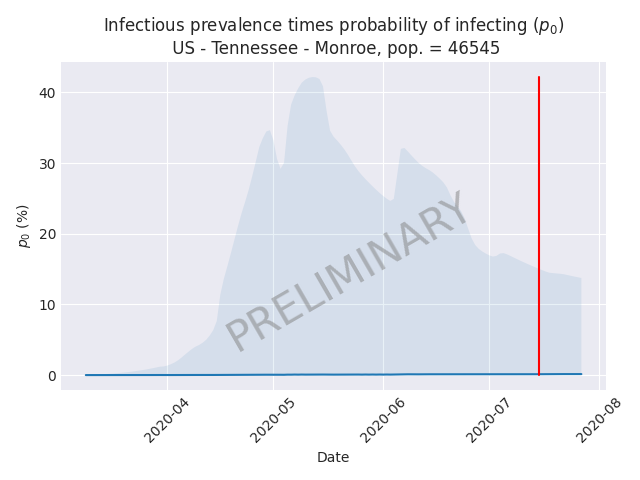 Infectious prevalence times probability of infecting (p₀)
US - Tennessee - Monroe, pop. = 46545
p₀ (%)
40
30
20
10
0
PRELIMINARY
2020-04
2020-05
2020-06
2020-07
2020-08
Date